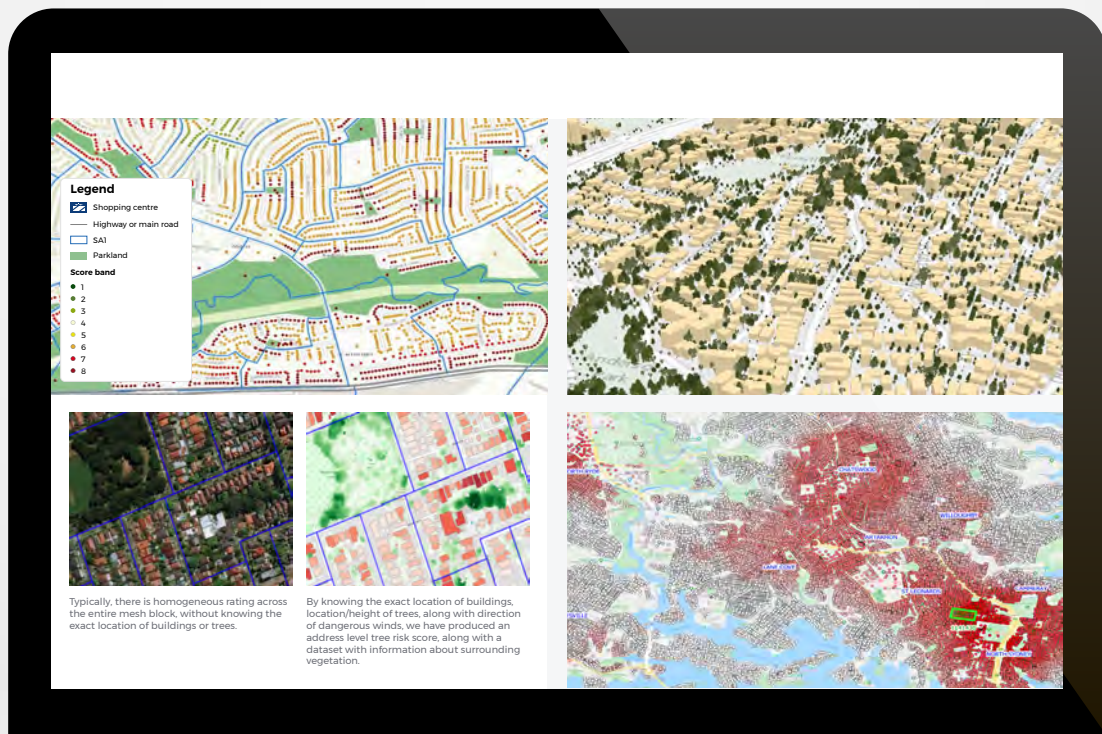 Legend
Shopping centre
Highway or main road
SA1
Parkland
Score band
1
2
3
4
5
6
7
8
Typically, there is homogeneous rating across
the entire mesh block, without knowing the
exact location of buildings or trees.
By knowing the exact location of buildings,
location/height of trees, along with direction
of dangerous winds, we have produced an
address level tree risk score, along with a
dataset with information about surrounding
vegetation.
CHATSWOOD
WILLOUGHBY
ARTARMON
LANE COVE
ST LEONARDS
NORTH SYDNEY